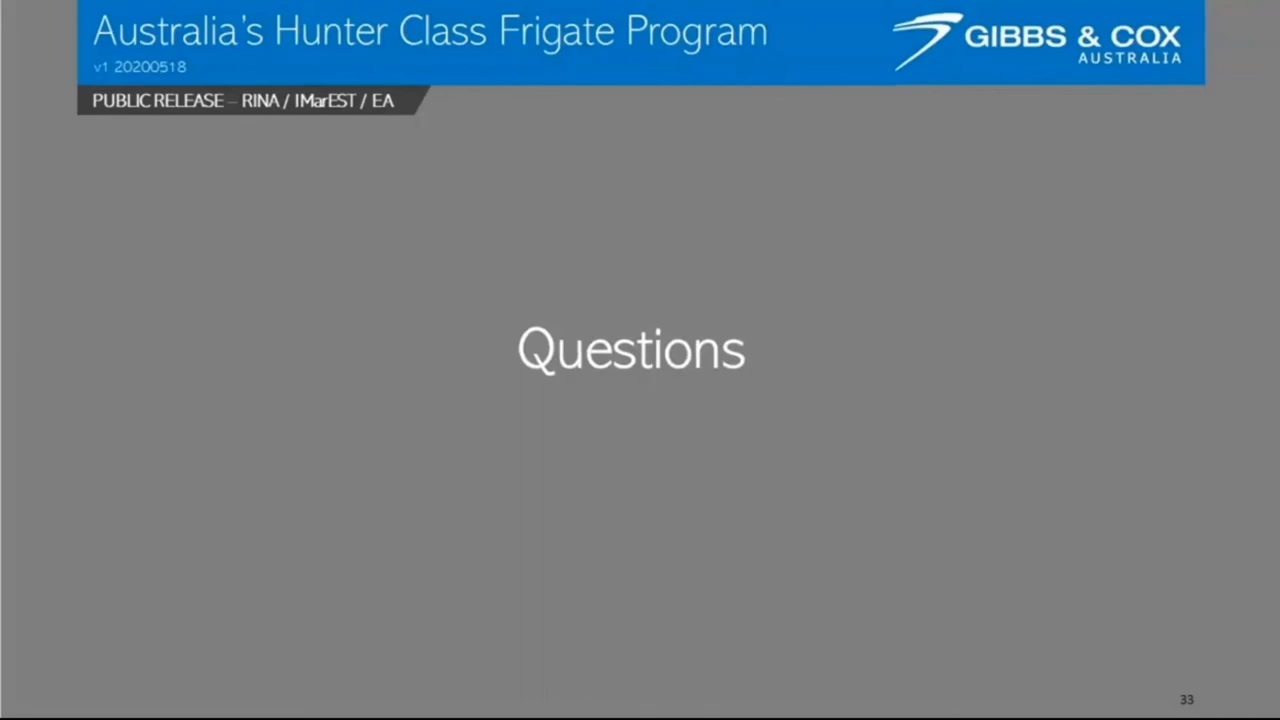 Australia's Hunter Class Frigate Program
v1 20200518
GIBBS & COX
AUSTRALIA
PUBLIC RELEASE – RINA / IMarEST / EA
Questions
33